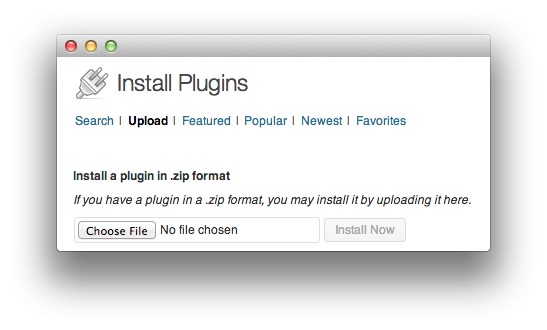 Install Plugins
Search | Upload | Featured | Popular | Newest | Favorites
Install a plugin in .zip format
If you have a plugin in a .zip format, you may install it by uploading it here.
Choose File No file chosen Install Now